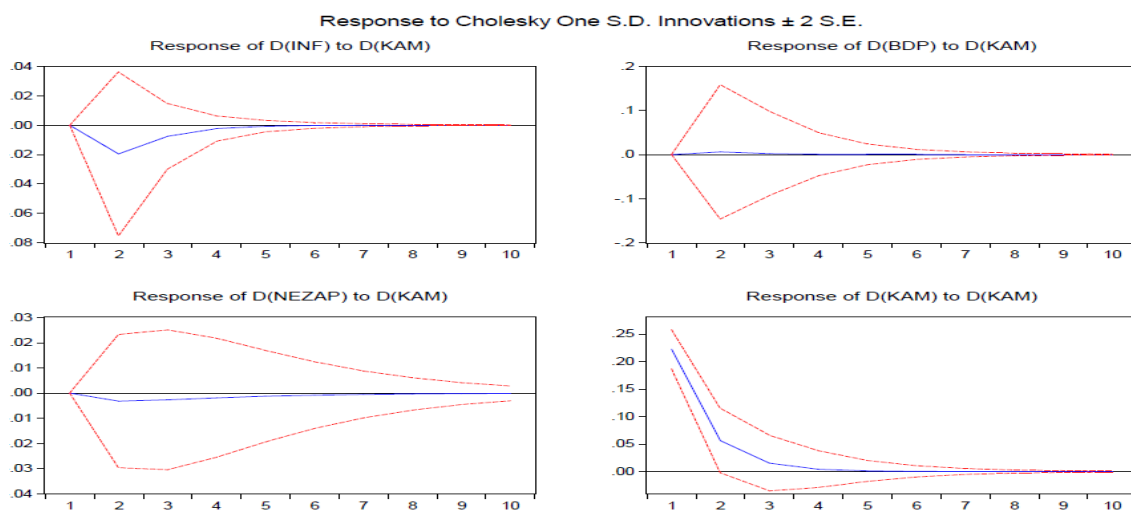 Response to Cholesky One S.D. Innovations ± 2 S.E.
Response of D(INF) to D(KAM)
.04
.02
.00
.02
.04
.06
.08
1 2 3 4 5 6 7 8 9 10
Response of D(BDP) to D(KAM)
.2
.1
.0
-.1
-.2
1 2 3 4 5 6 7 8 9 10
Response of D(NEZAP) to D(KAM)
.03
.02
.01
.00
.01
.02
.03
.04
1 2 3 4 5 6 7 8 9 10
Response of D(KAM) to D(KAM)
.25
.20
.15
.10
.05
.00
1 2 3 4 5 6 7 8 9 10